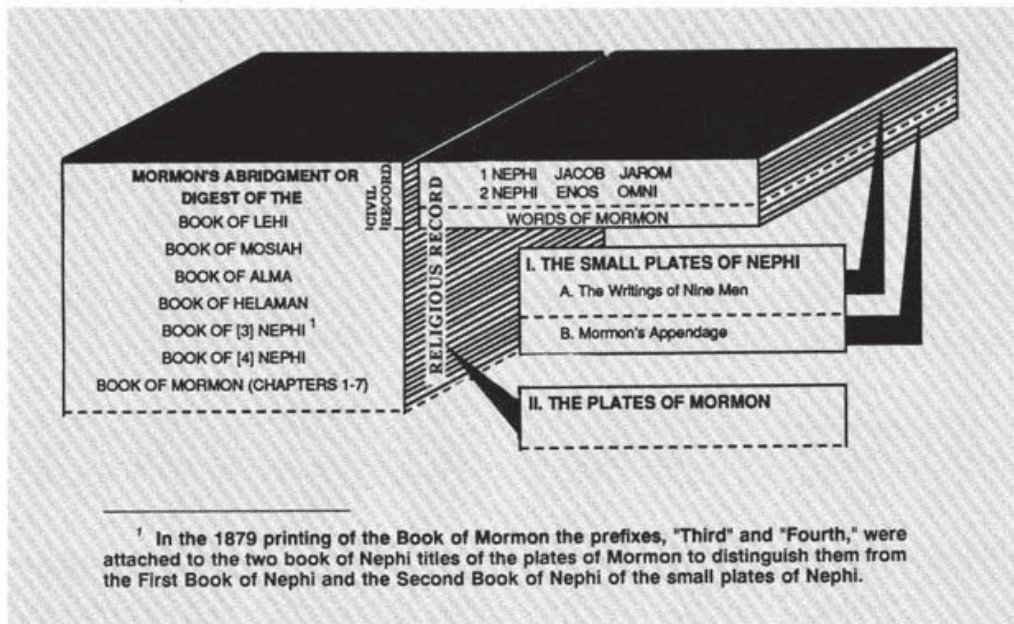 MORMON'S ABRIDGMENT OR
DIGEST OF THE
BOOK OF LEHI
BOOK OF MOSIAH
BOOK OF ALMA
BOOK OF HELAMAN
BOOK OF [3] NEPHI 1
BOOK OF [4] NEPHI
BOOK OF MORMON (CHAPTERS 1-7)
CIVIL
RECORD
RELIGIOUS RECORD
1 NEPHI JACOB JAROM
2 NEPHI ENOS OMNI
WORDS OF MORMON
I. THE SMALL PLATES OF NEPHI
A. The Writings of Nine Men
B. Mormon's Appendage
II. THE PLATES OF MORMON
1 In the 1879 printing of the Book of Mormon the prefixes, "Third" and "Fourth," were
attached to the two book of Nephi titles of the plates of Mormon to distinguish them from
the First Book of Nephi and the Second Book of Nephi of the small plates of Nephi.